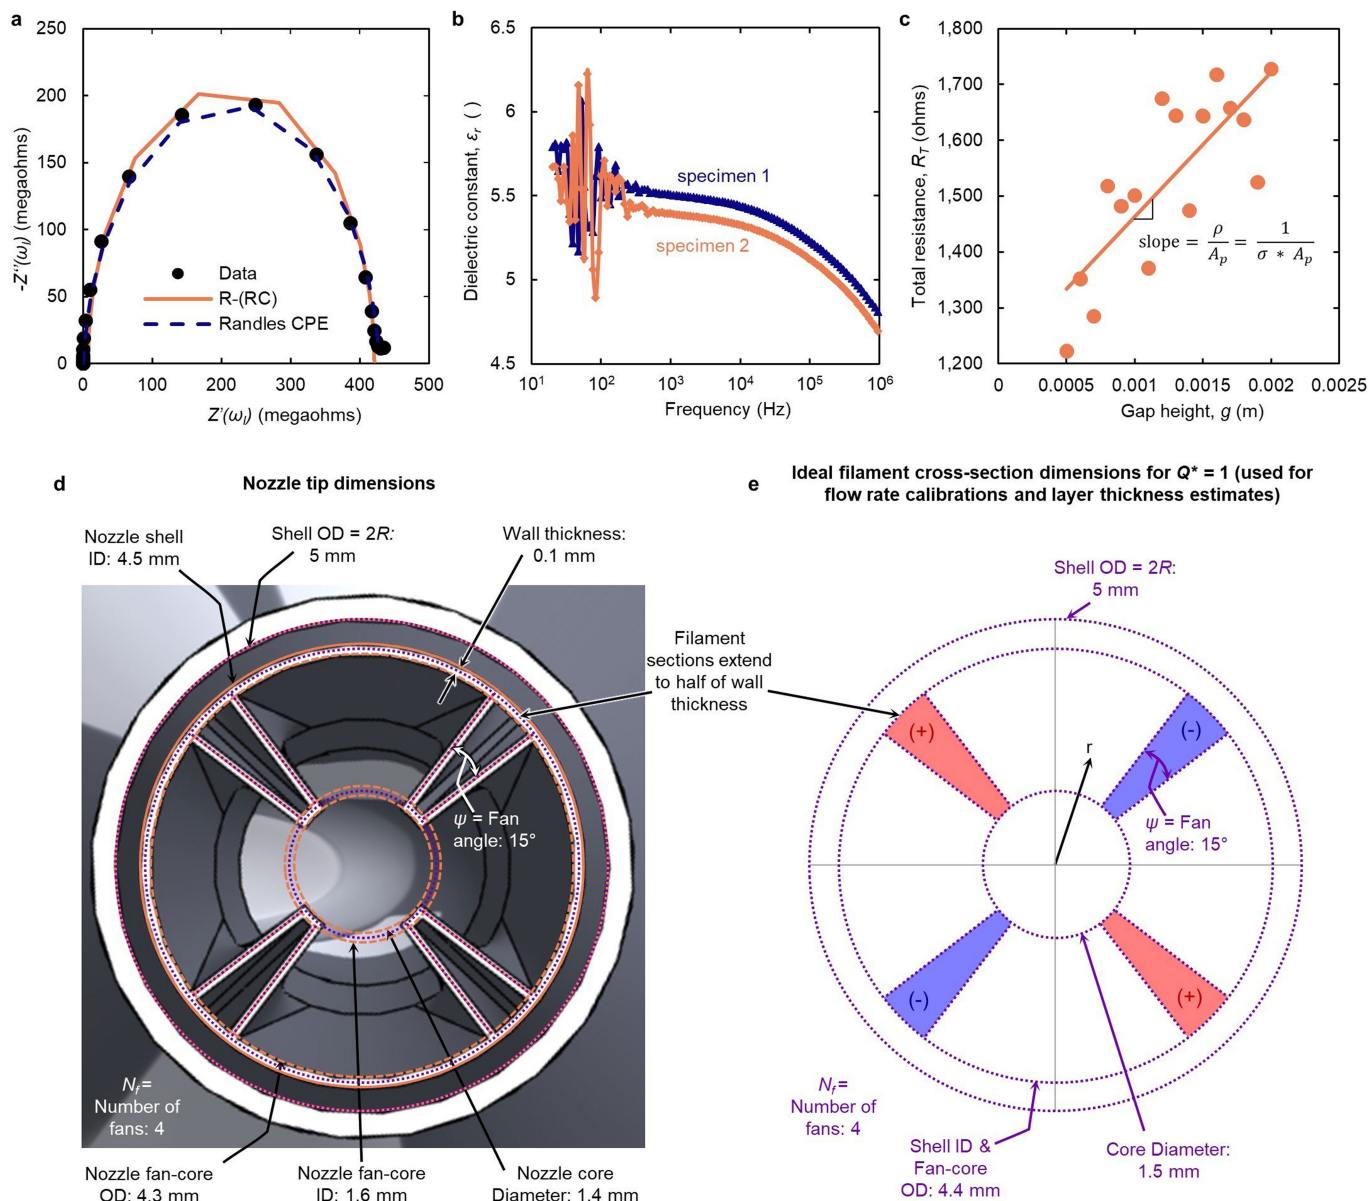 a
250
200
150
100
50
0
-Z''(ωᵢ) (megaohms)
Data
R-(RC)
Randles CPE
0 100 200 300 400 500
Z'(ωᵢ) (megaohms)
b
6.5
6
5.5
5
4.5
Dielectric constant, εᵣ ( )
specimen 1
specimen 2
10¹ 10² 10³ 10⁴ 10⁵ 10⁶
Frequency (Hz)
c
1,800
1,700
1,600
1,500
1,400
1,300
1,200
Total resistance, R_T (ohms)
slope = ρ/A_p = 1/(σ * A_p)
0 0.0005 0.001 0.0015 0.002 0.0025
Gap height, g (m)
d
Nozzle tip dimensions
Nozzle shell
ID: 4.5 mm
Shell OD = 2R:
5 mm
Wall thickness:
0.1 mm
Filament
sections extend
to half of wall
thickness
ψ = Fan
angle: 15°
N_f =
Number of
fans: 4
Nozzle fan-core
OD: 4.3 mm
Nozzle fan-core
ID: 1.6 mm
Nozzle core
Diameter: 1.4 mm
e
Ideal filament cross-section dimensions for Q* = 1 (used for
flow rate calibrations and layer thickness estimates)
Shell OD = 2R:
5 mm
(+)
(-)
r
ψ = Fan
angle: 15°
(-)
(+)
N_f =
Number of
fans: 4
Shell ID &
Fan-core
OD: 4.4 mm
Core Diameter:
1.5 mm